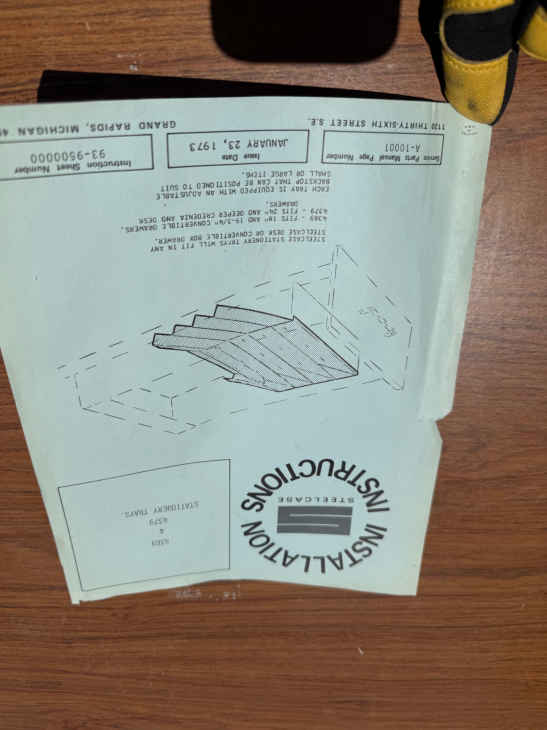 INSTALLATION INSTRUCTIONS
STEELCASE
4369
&
4379
STATIONERY TRAYS
STEELCASE STATIONERY TRAYS WILL FIT IN ANY
STEELCASE DESK OR CONVERTIBLE BOX DRAWER.
4369 - FITS 18" AND 19-3/4" CONVERTIBLE DRAWERS.
4379 - FITS 24" AND DEEPER CREDENZA AND DESK
DRAWERS.
EACH TRAY IS EQUIPPED WITH AN ADJUSTABLE
BACKSTOP THAT CAN BE POSITIONED TO SUIT
SMALL OR LARGE ITEMS.
Service Parts Manual Page Number
A-10001
Issue Date
JANUARY 23, 1973
Instruction Sheet Number
93-9500000
1120 THIRTY-SIXTH STREET S.E.
GRAND RAPIDS, MICHIGAN